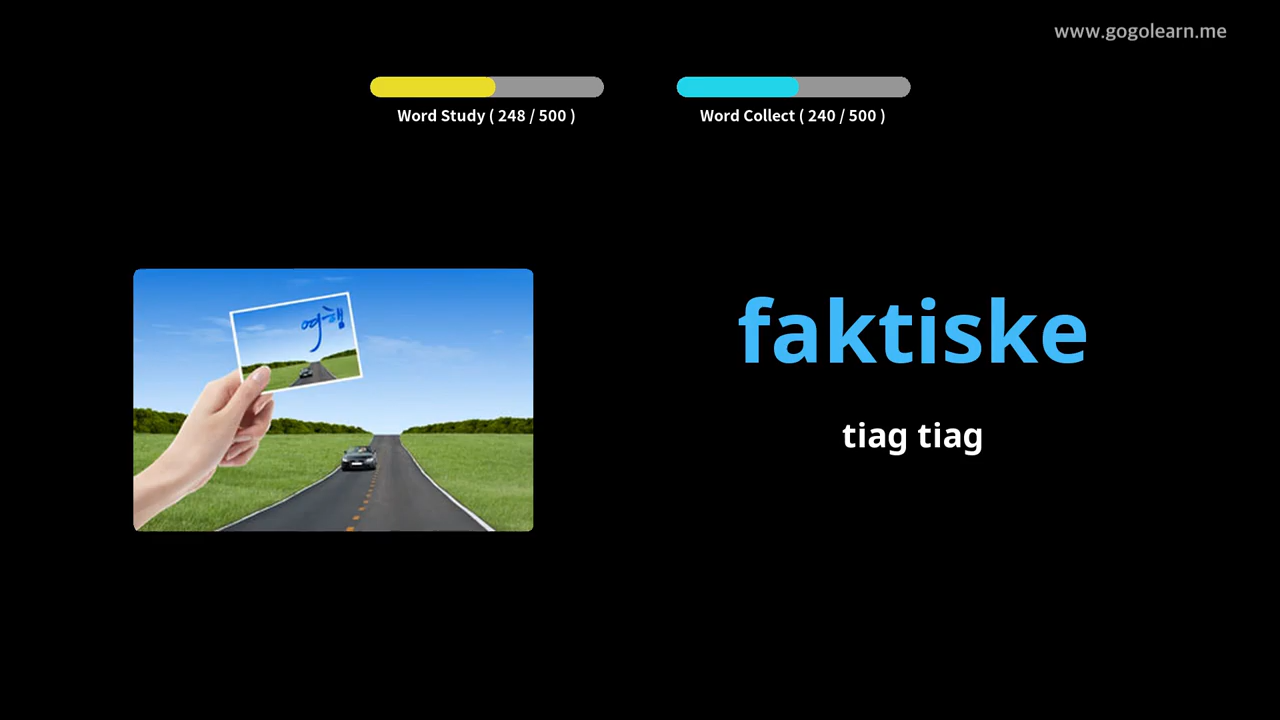 www.gogolearn.me
Word Study ( 248 / 500 )
Word Collect ( 240 / 500 )
여행
faktiske
tiag tiag